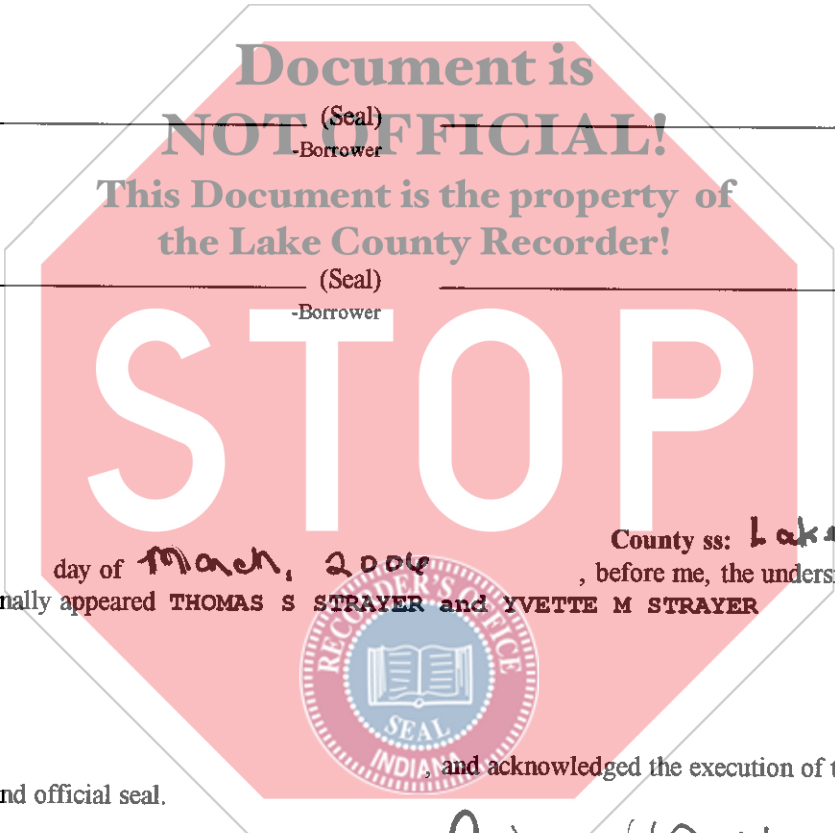 Document is
(Seal)
NOT OFFICIAL!
-Borrower
This Document is the property of
the Lake County Recorder!
(Seal)
-Borrower
STOP
County ss: Lake
day of March, 2006 , before me, the undersi
nally appeared THOMAS S STRAYER and YVETTE M STRAYER
RECORDER'S OFFICE
SEAL
INDIANA
, and acknowledged the execution of t
nd official seal.